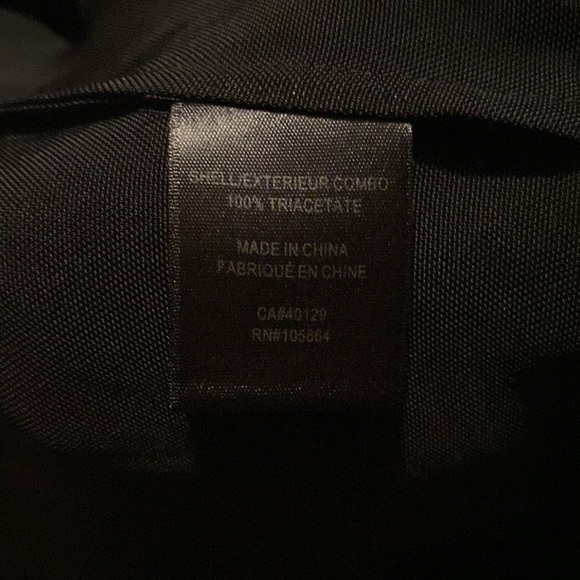 SHELL/EXTERIEUR COMBO
100% TRIACETATE
MADE IN CHINA
FABRIQUÉ EN CHINE
CA#40129
RN#105864